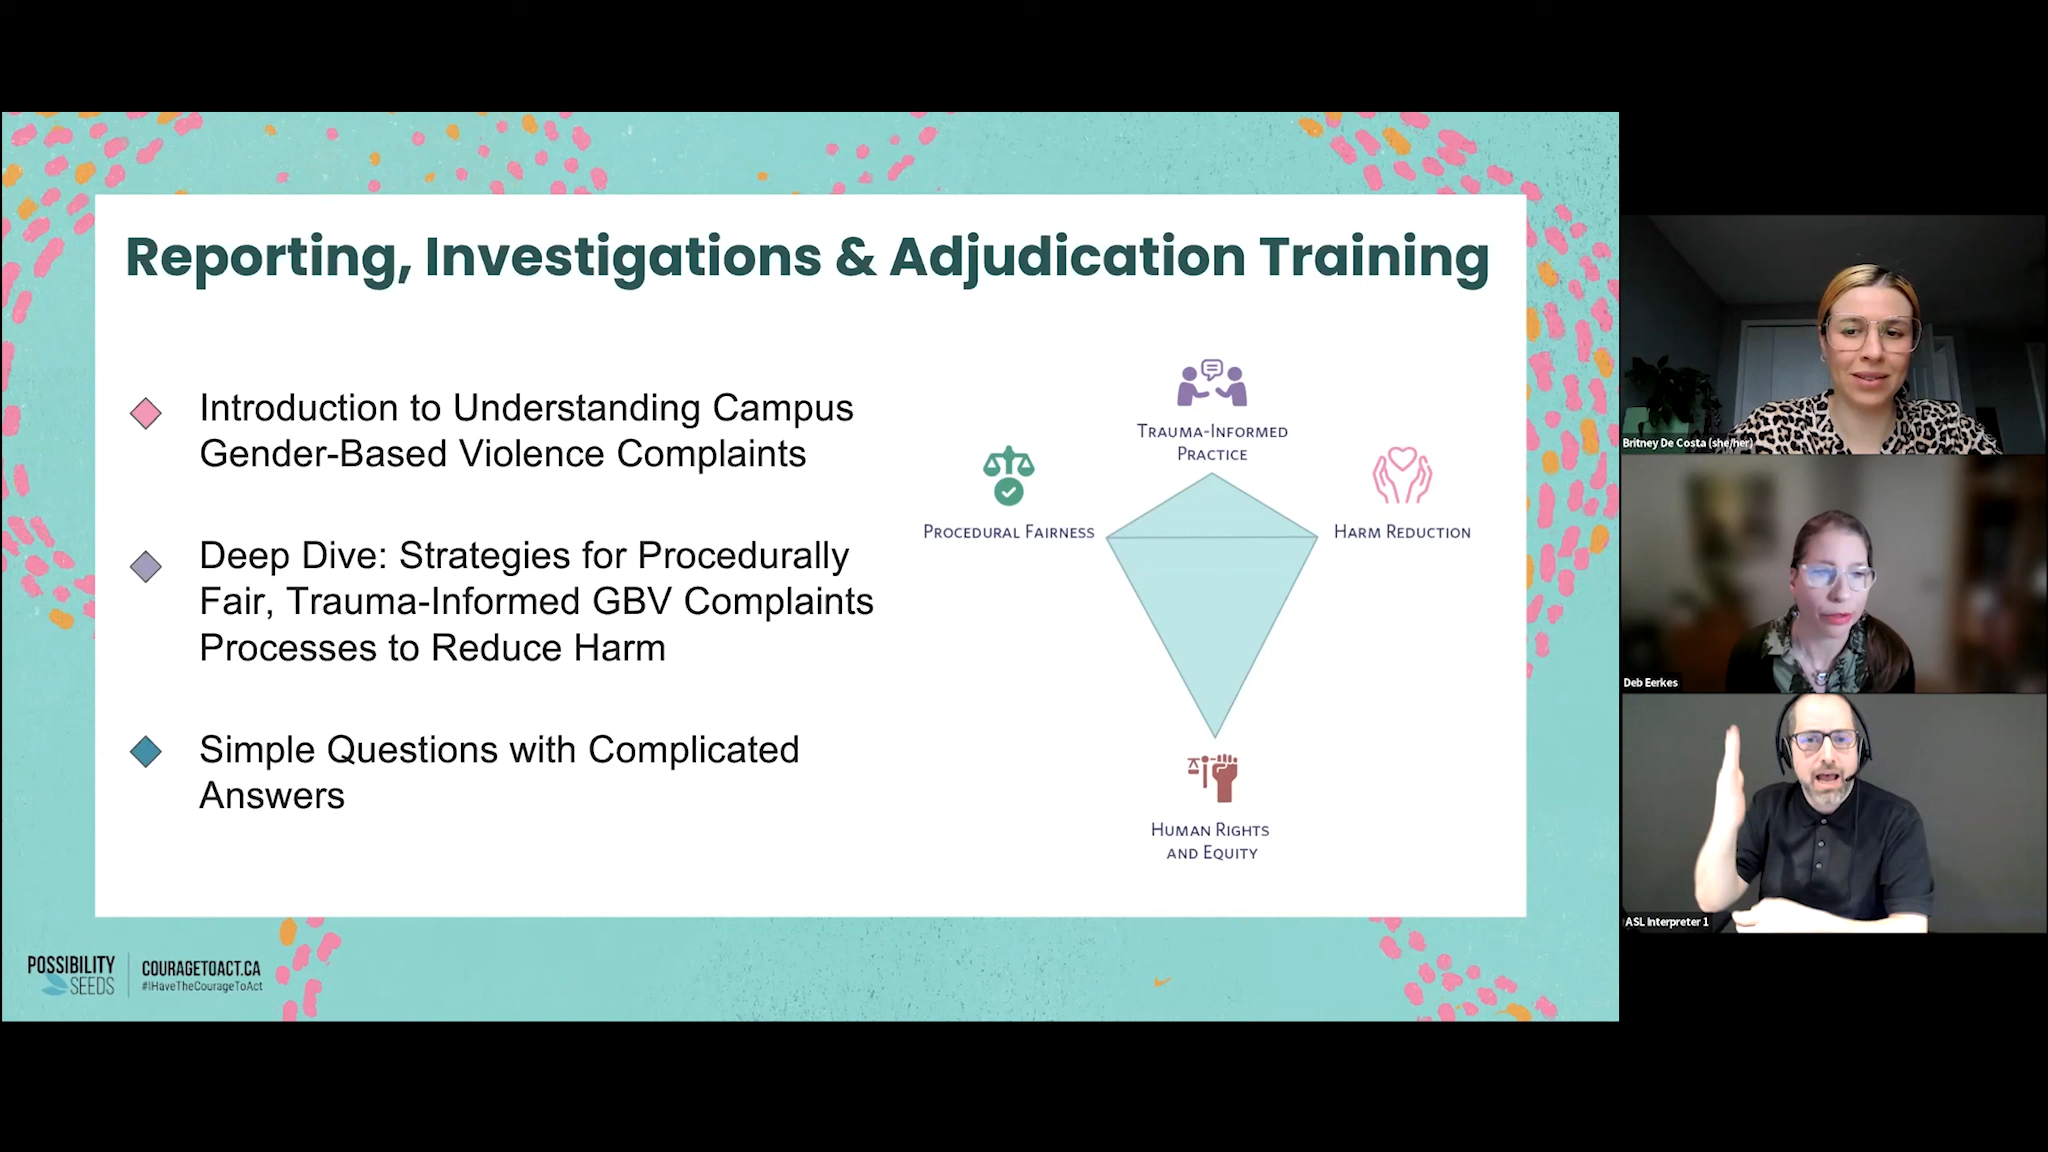 Reporting, Investigations & Adjudication Training
Introduction to Understanding Campus
Gender-Based Violence Complaints
Deep Dive: Strategies for Procedurally
Fair, Trauma-Informed GBV Complaints
Processes to Reduce Harm
Simple Questions with Complicated
Answers
TRAUMA-INFORMED
PRACTICE
PROCEDURAL FAIRNESS
HARM REDUCTION
HUMAN RIGHTS
AND EQUITY
POSSIBILITY
SEEDS
COURAGETOACT.CA
#IHaveTheCourageToAct
Britney De Costa (she/her)
Deb Eerkes
ASL Interpreter 1